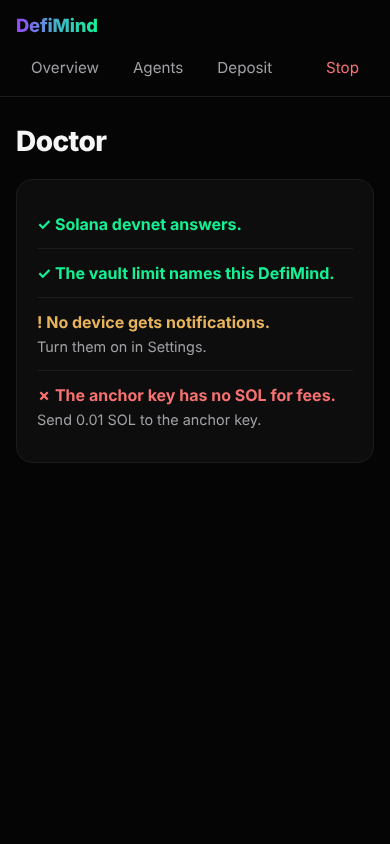 DefiMind
Overview Agents Deposit Stop
Doctor
✓ Solana devnet answers.
✓ The vault limit names this DefiMind.
! No device gets notifications.
Turn them on in Settings.
✕ The anchor key has no SOL for fees.
Send 0.01 SOL to the anchor key.